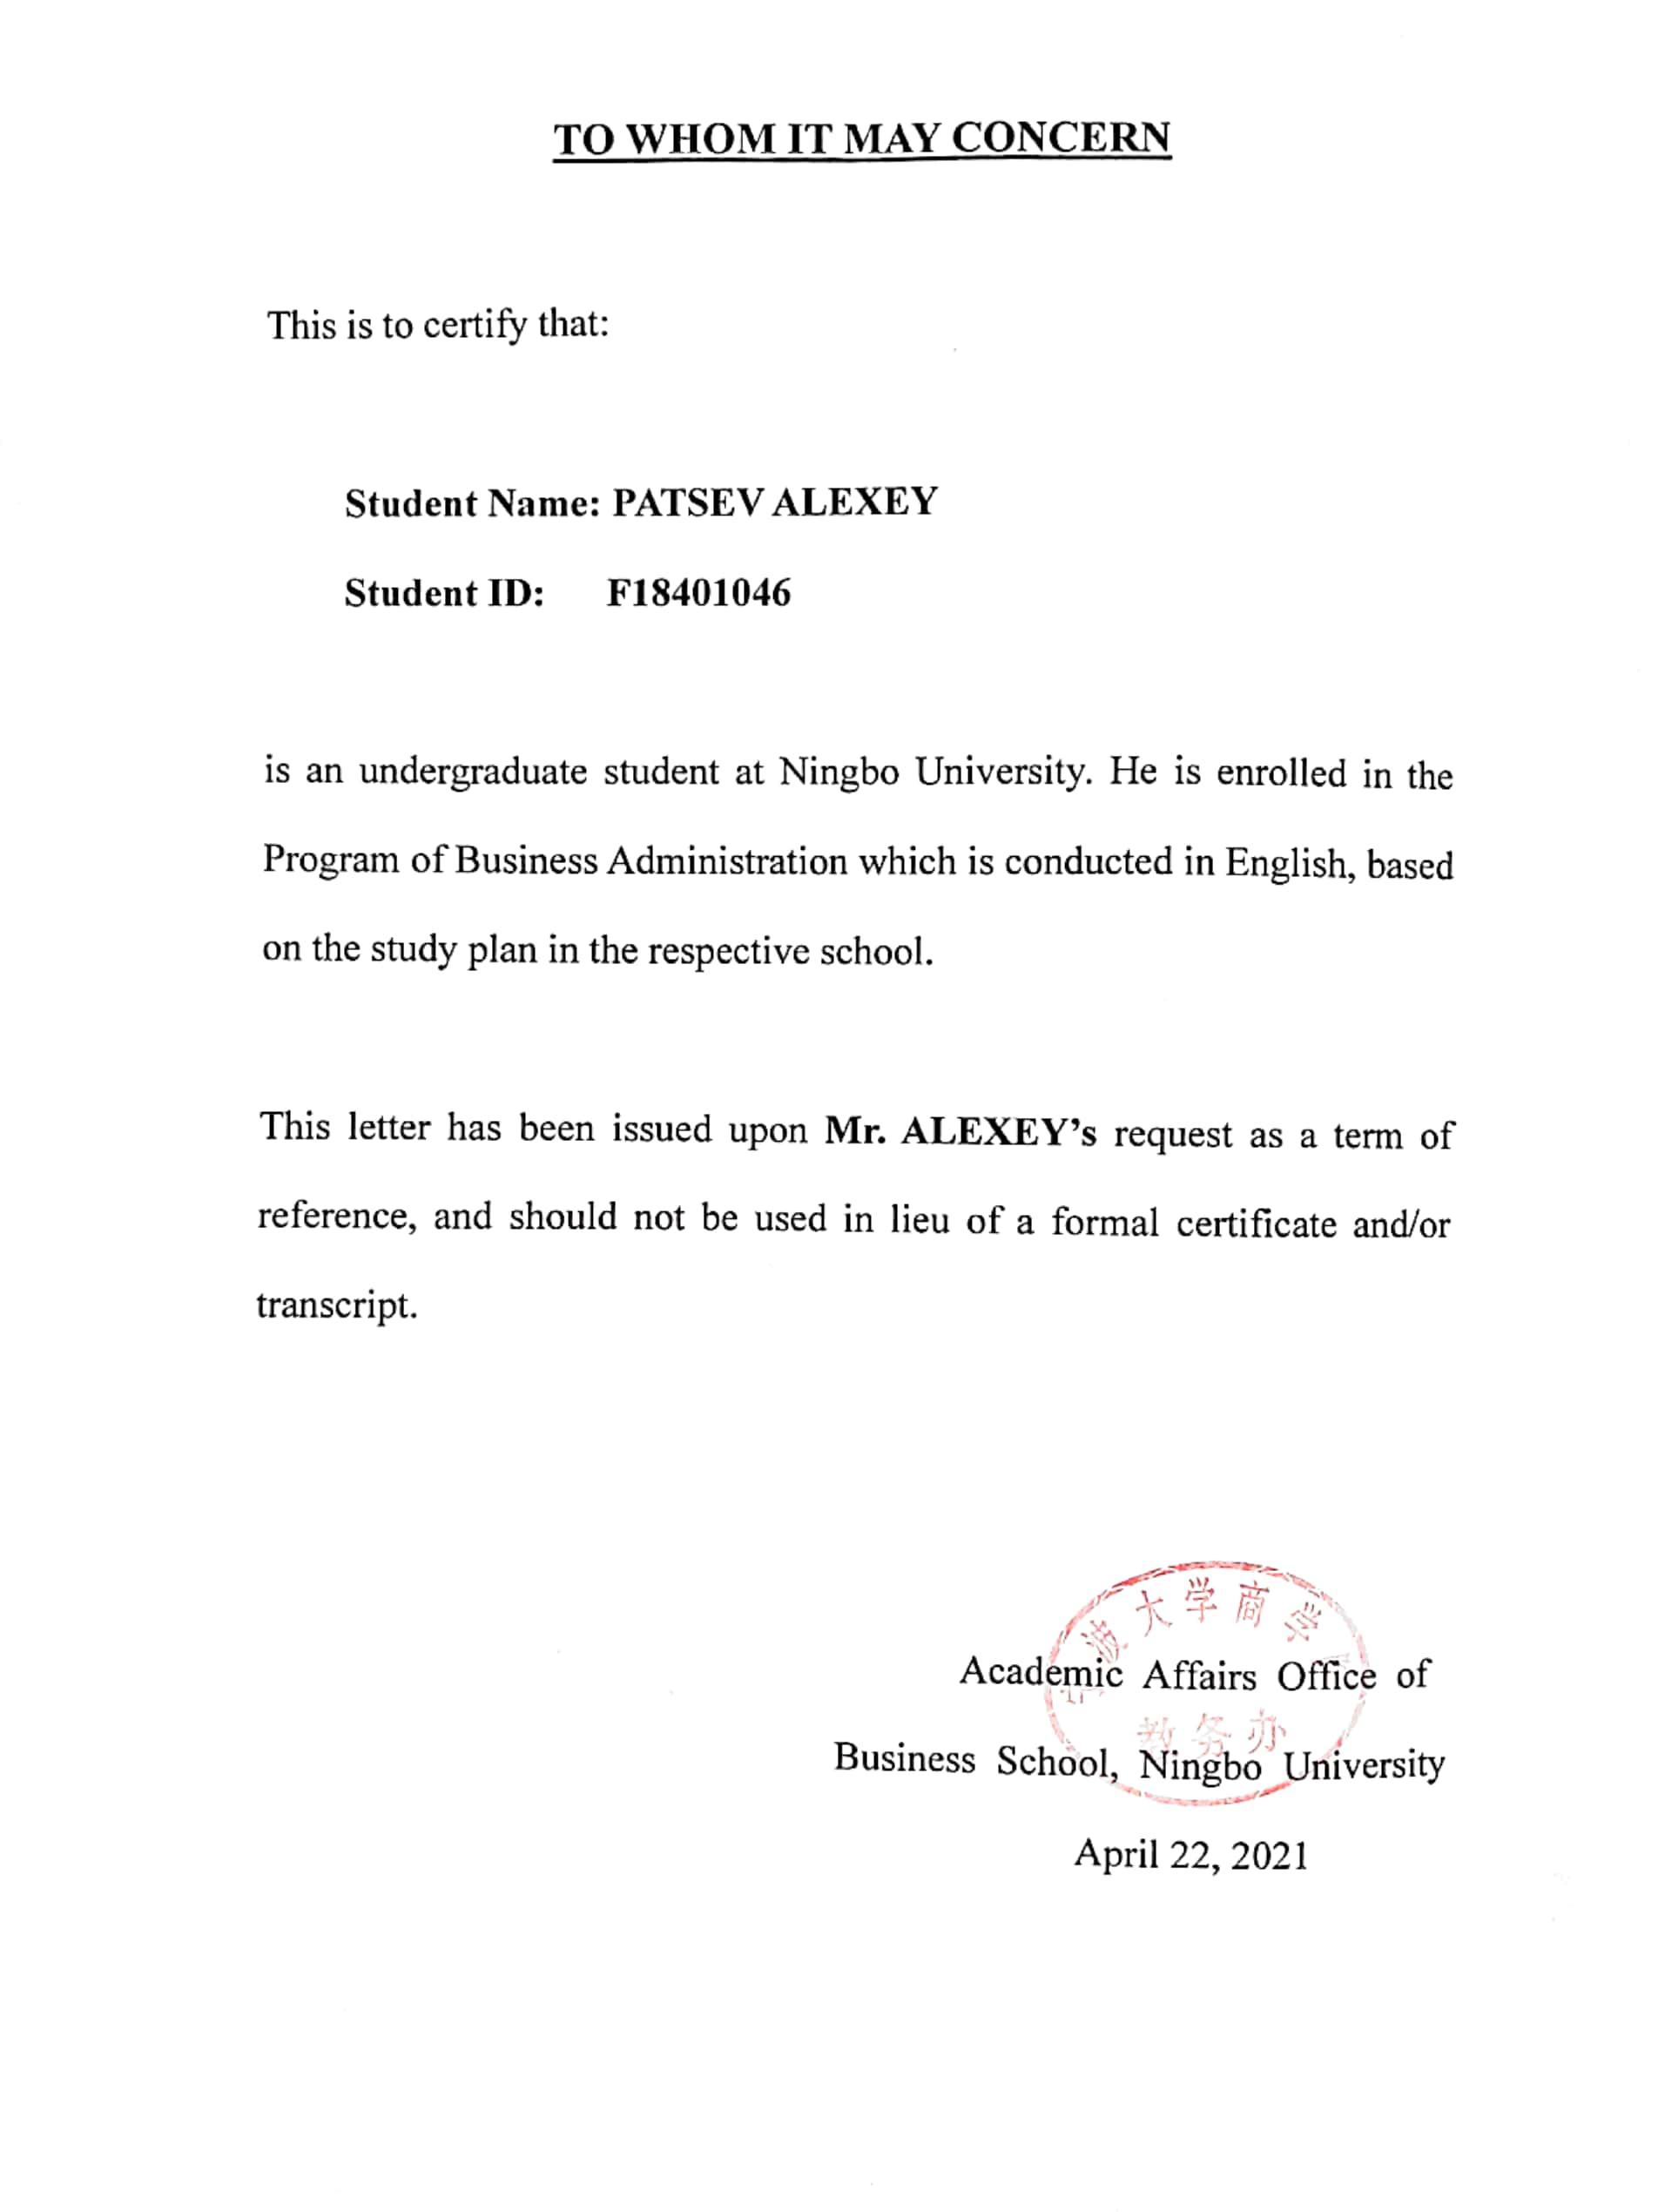 TO WHOM IT MAY CONCERN
This is to certify that:
Student Name: PATSEV ALEXEY
Student ID: F18401046
is an undergraduate student at Ningbo University. He is enrolled in the
Program of Business Administration which is conducted in English, based
on the study plan in the respective school.
This letter has been issued upon Mr. ALEXEY's request as a term of
reference, and should not be used in lieu of a formal certificate and/or
transcript.
波大学商学
Academic Affairs Office of
教务办
Business School, Ningbo University
April 22, 2021